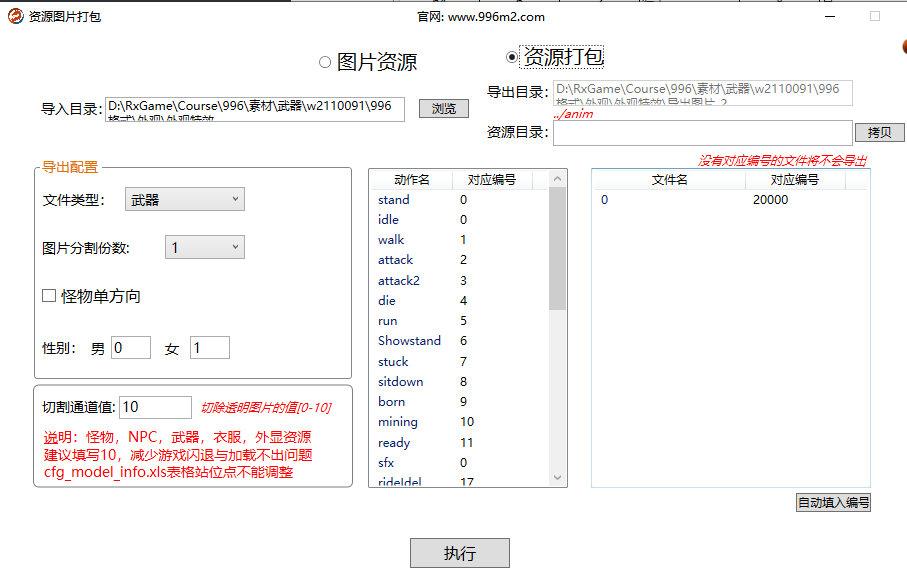 资源图片打包
官网: www.996m2.com
图片资源
资源打包
导入目录:
D:\RxGame\Course\996\素材\武器\w2110091\996
格式\外观\外观特效
浏览
导出目录:
D:\RxGame\Course\996\素材\武器\w2110091\996
格式\外观\外观特效\导出图片_2
../anim
资源目录:
拷贝
没有对应编号的文件将不会导出
导出配置
文件类型:
武器
图片分割份数:
1
怪物单方向
性别: 男 0 女 1
切割通道值: 10
切除透明图片的值[0-10]
说明：怪物，NPC，武器，衣服，外显资源
建议填写10，减少游戏闪退与加载不出问题
cfg_model_info.xls表格站位点不能调整
动作名 对应编号
stand 0
idle 0
walk 1
attack 2
attack2 3
die 4
run 5
Showstand 6
stuck 7
sitdown 8
born 9
mining 10
ready 11
sfx 0
rideIdel 17
文件名 对应编号
0 20000
自动填入编号
执行